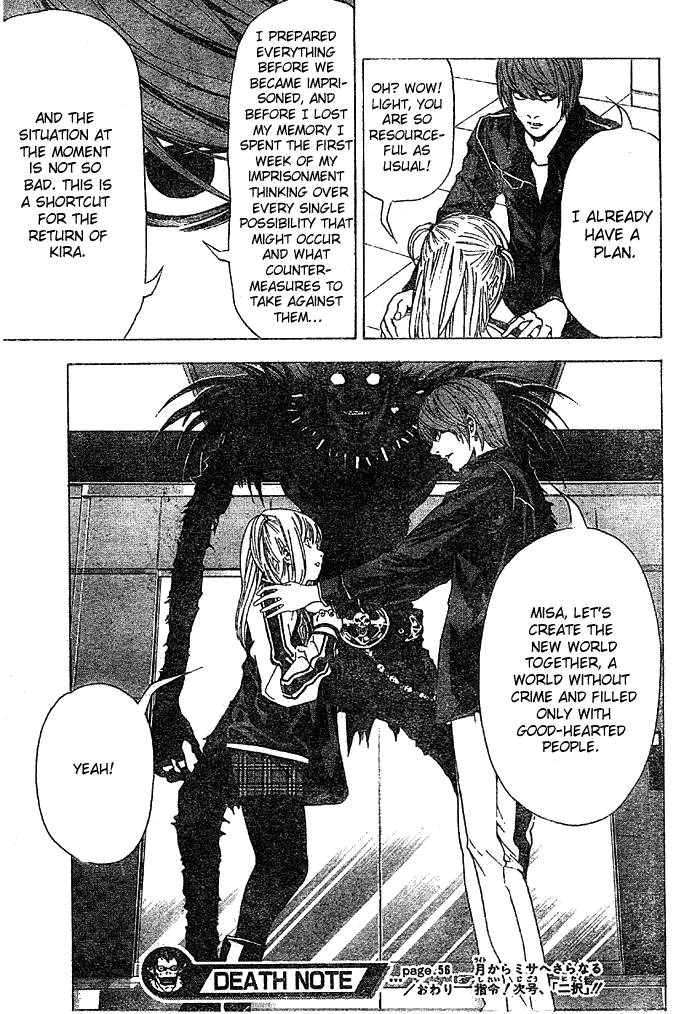 I ALREADY
HAVE A
PLAN.
OH? WOW!
LIGHT, YOU
ARE SO
RESOURCE-
FUL AS
USUAL!
I PREPARED
EVERYTHING
BEFORE WE
BECAME IMPRI-
SONED, AND
BEFORE I LOST
MY MEMORY I
SPENT THE FIRST
WEEK OF MY
IMPRISONMENT
THINKING OVER
EVERY SINGLE
POSSIBILITY THAT
MIGHT OCCUR
AND WHAT
COUNTER-
MEASURES TO
TAKE AGAINST
THEM...
AND THE
SITUATION AT
THE MOMENT
IS NOT SO
BAD. THIS IS
A SHORTCUT
FOR THE
RETURN OF
KIRA.
MISA, LET'S
CREATE THE
NEW WORLD
TOGETHER, A
WORLD WITHOUT
CRIME AND FILLED
ONLY WITH
GOOD-HEARTED
PEOPLE.
YEAH!
DEATH NOTE
page.56
おわり
月からミサへさらなる
指令!次号、「二択」!!